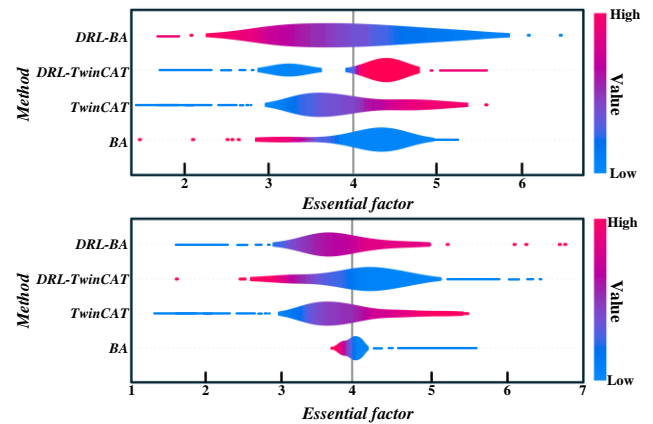 High
DRL-BA
DRL-TwinCAT
TwinCAT
BA
Method
Value
Low
2 3 4 5 6
Essential factor
High
DRL-BA
DRL-TwinCAT
TwinCAT
BA
Method
Value
Low
1 2 3 4 5 6 7
Essential factor